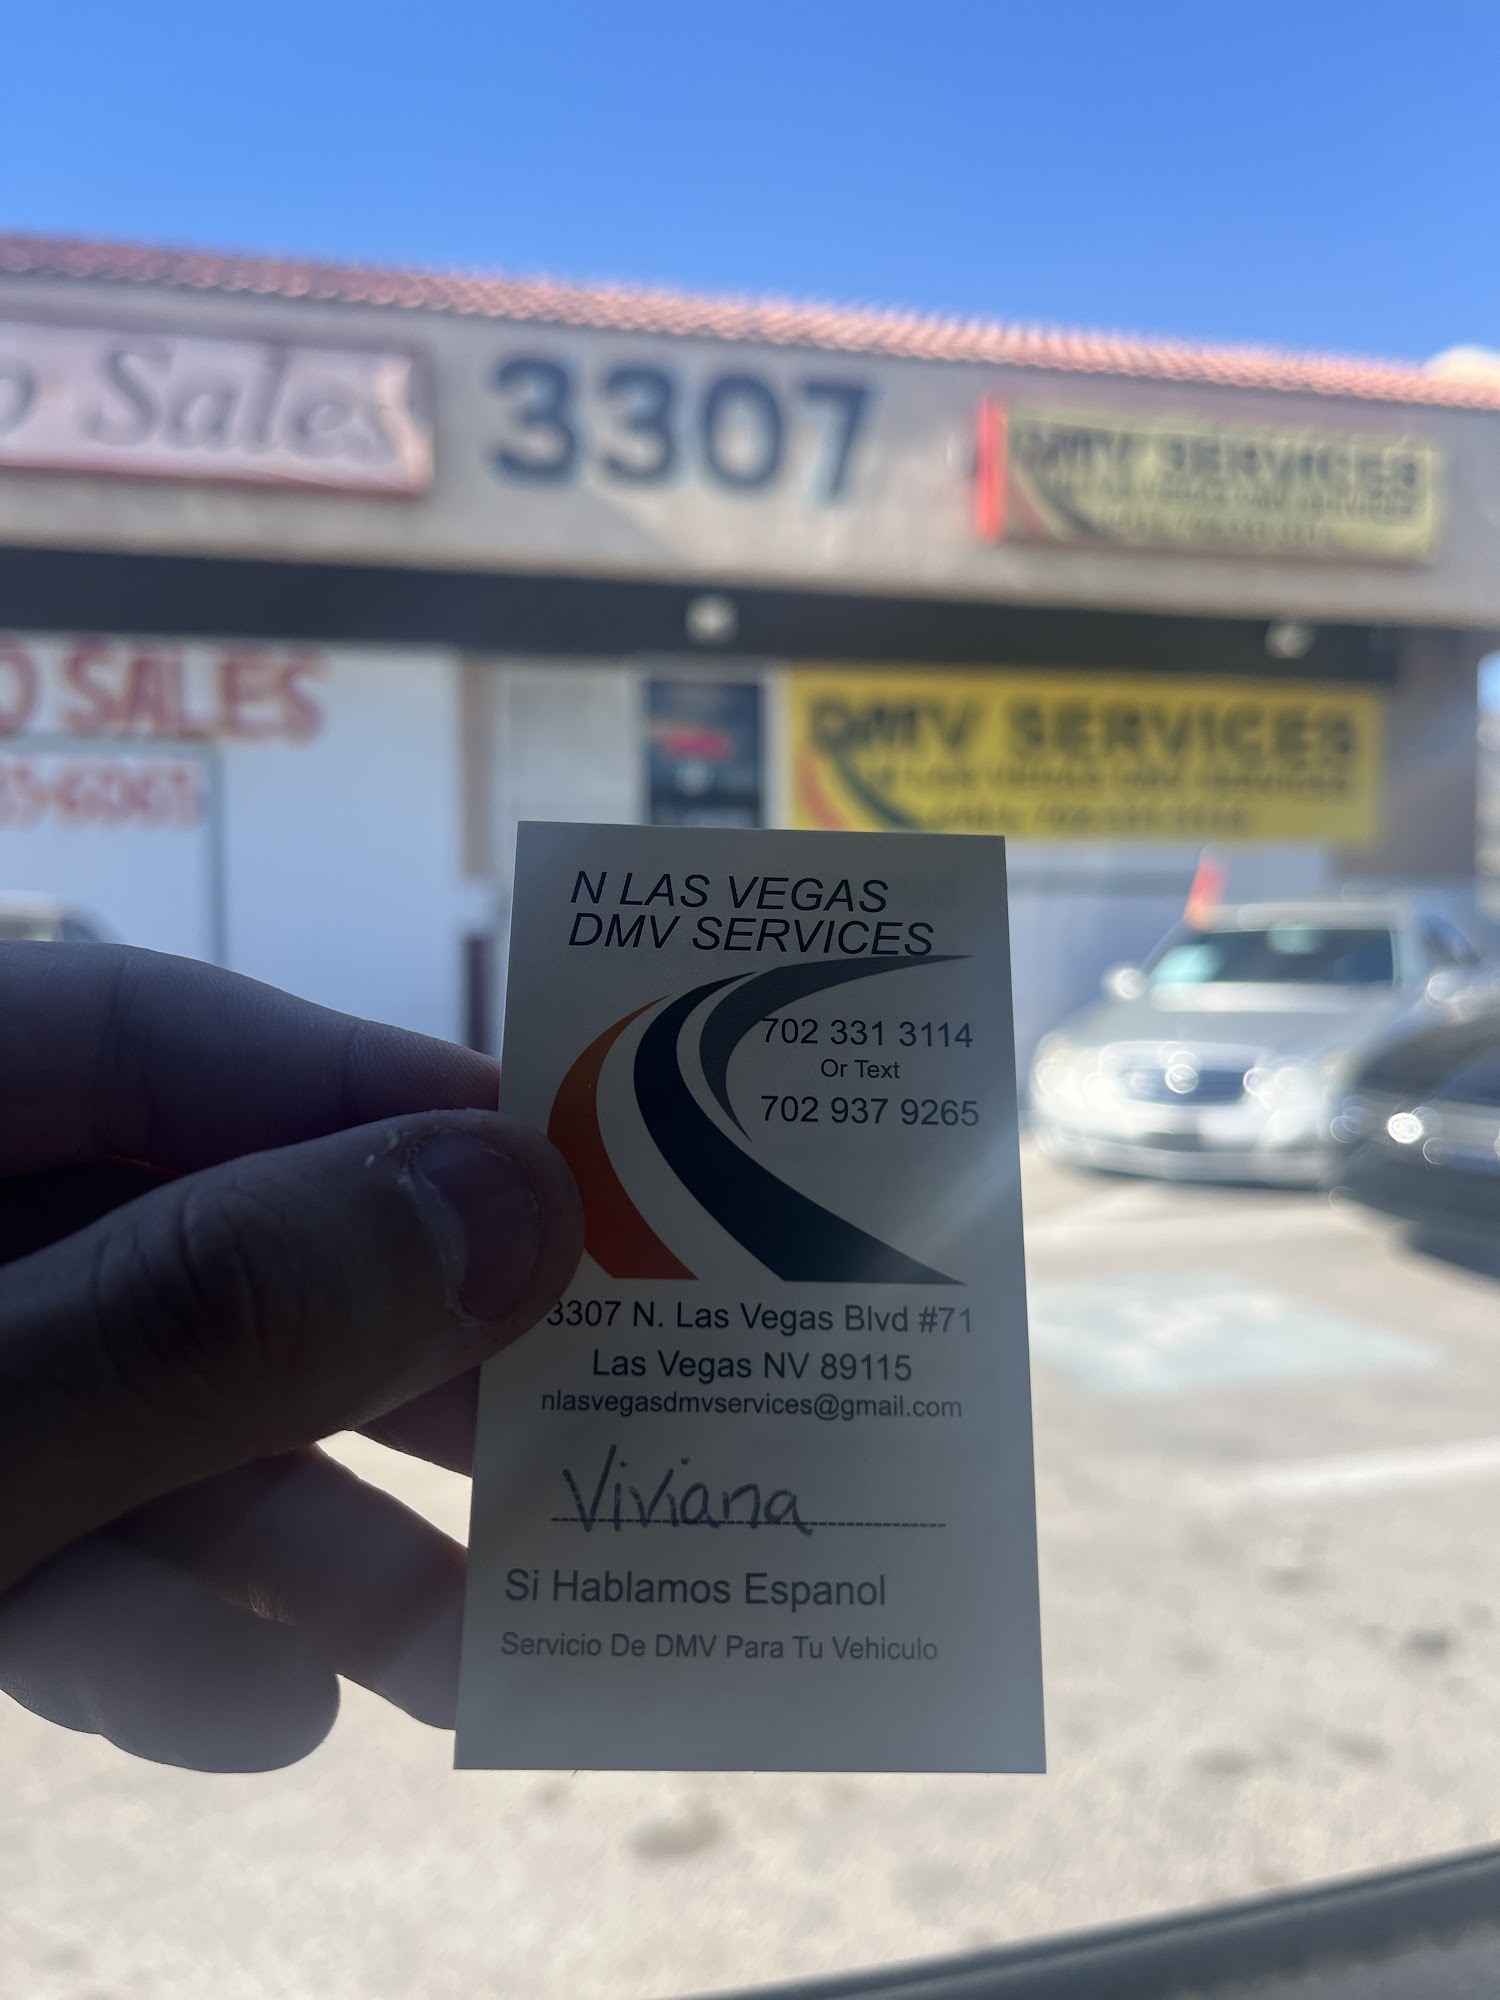 Sales
3307
DMV SERVICES
SALES
DMV SERVICES
N LAS VEGAS
DMV SERVICES
702 331 3114
Or Text
702 937 9265
3307 N. Las Vegas Blvd #71
Las Vegas NV 89115
nlasvegasdmvservices@gmail.com
Viviana
Si Hablamos Espanol
Servicio De DMV Para Tu Vehiculo